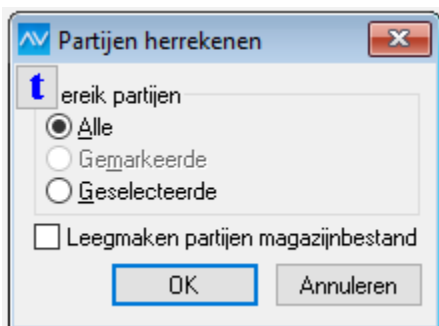 Partijen herrekenen
t ereik partijen
Alle
Gemarkeerde
Geselecteerde
Leegmaken partijen magazijnbestand
OK Annuleren